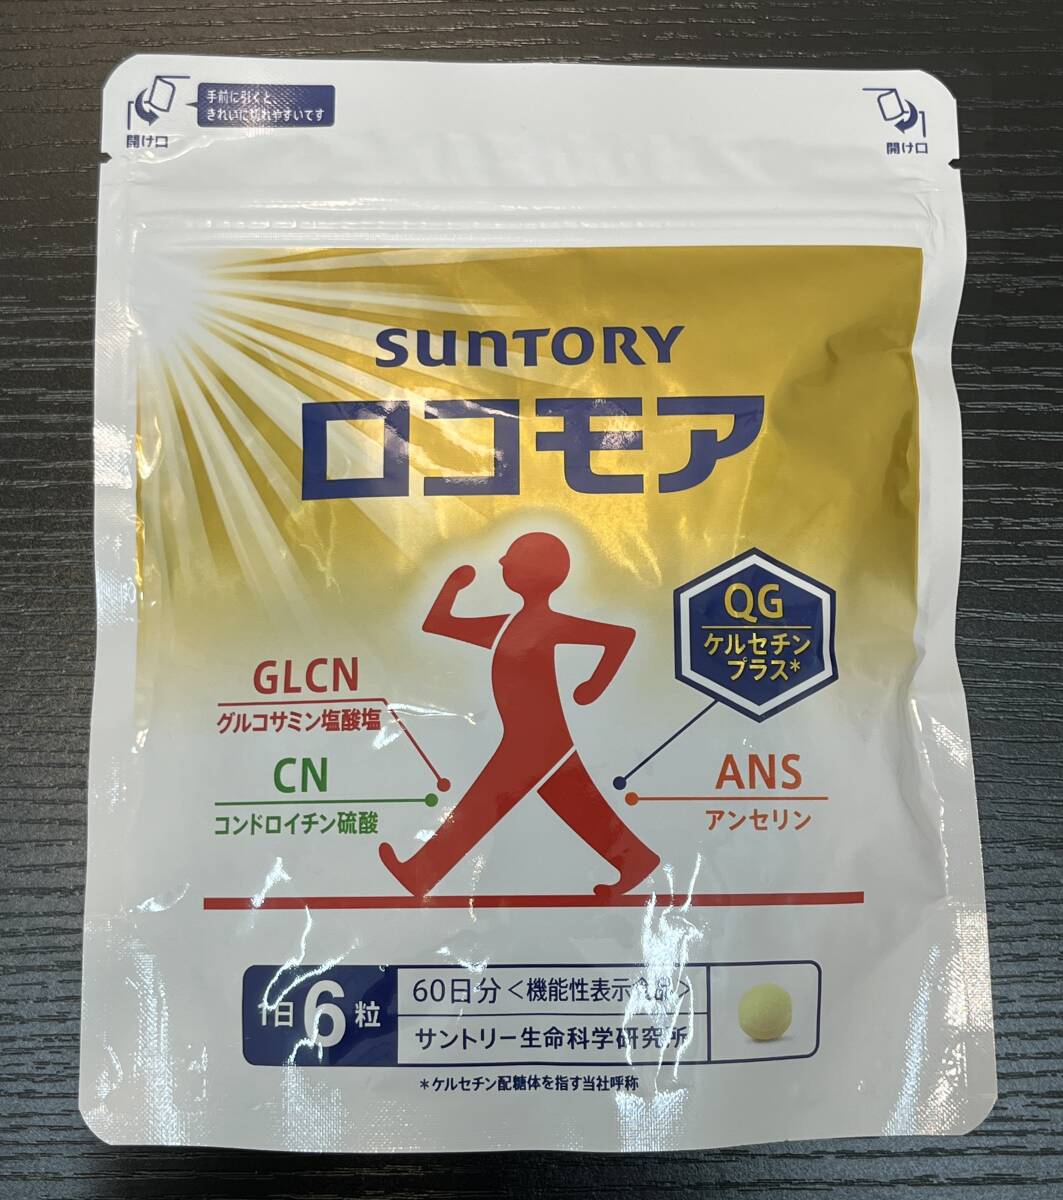 手前に引くと、
きれいに切れやすいです
開け口
開け口
SUNTORY
ロコモア
QG
ケルセチン
プラス*
GLCN
グルコサミン塩酸塩
CN
コンドロイチン硫酸
ANS
アンセリン
1日6粒
60日分<機能性表示食品>
サントリー生命科学研究所
*ケルセチン配糖体を指す当社呼称